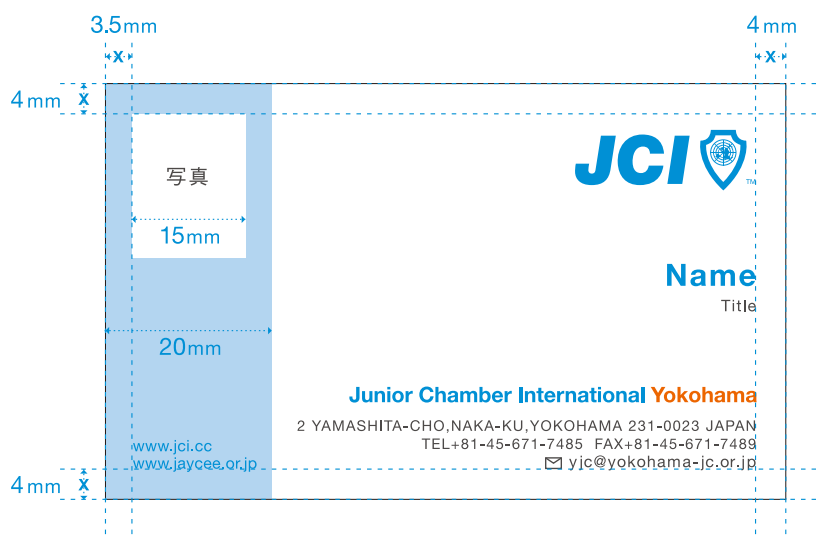 3.5mm
4mm
x
x
4mm
x
JCI
TM
写真
15mm
Name
Title
20mm
Junior Chamber International Yokohama
2 YAMASHITA-CHO,NAKA-KU,YOKOHAMA 231-0023 JAPAN
TEL+81-45-671-7485 FAX+81-45-671-7489
yjc@yokohama-jc.or.jp
www.jci.cc
www.jaycee.or.jp
4mm
x